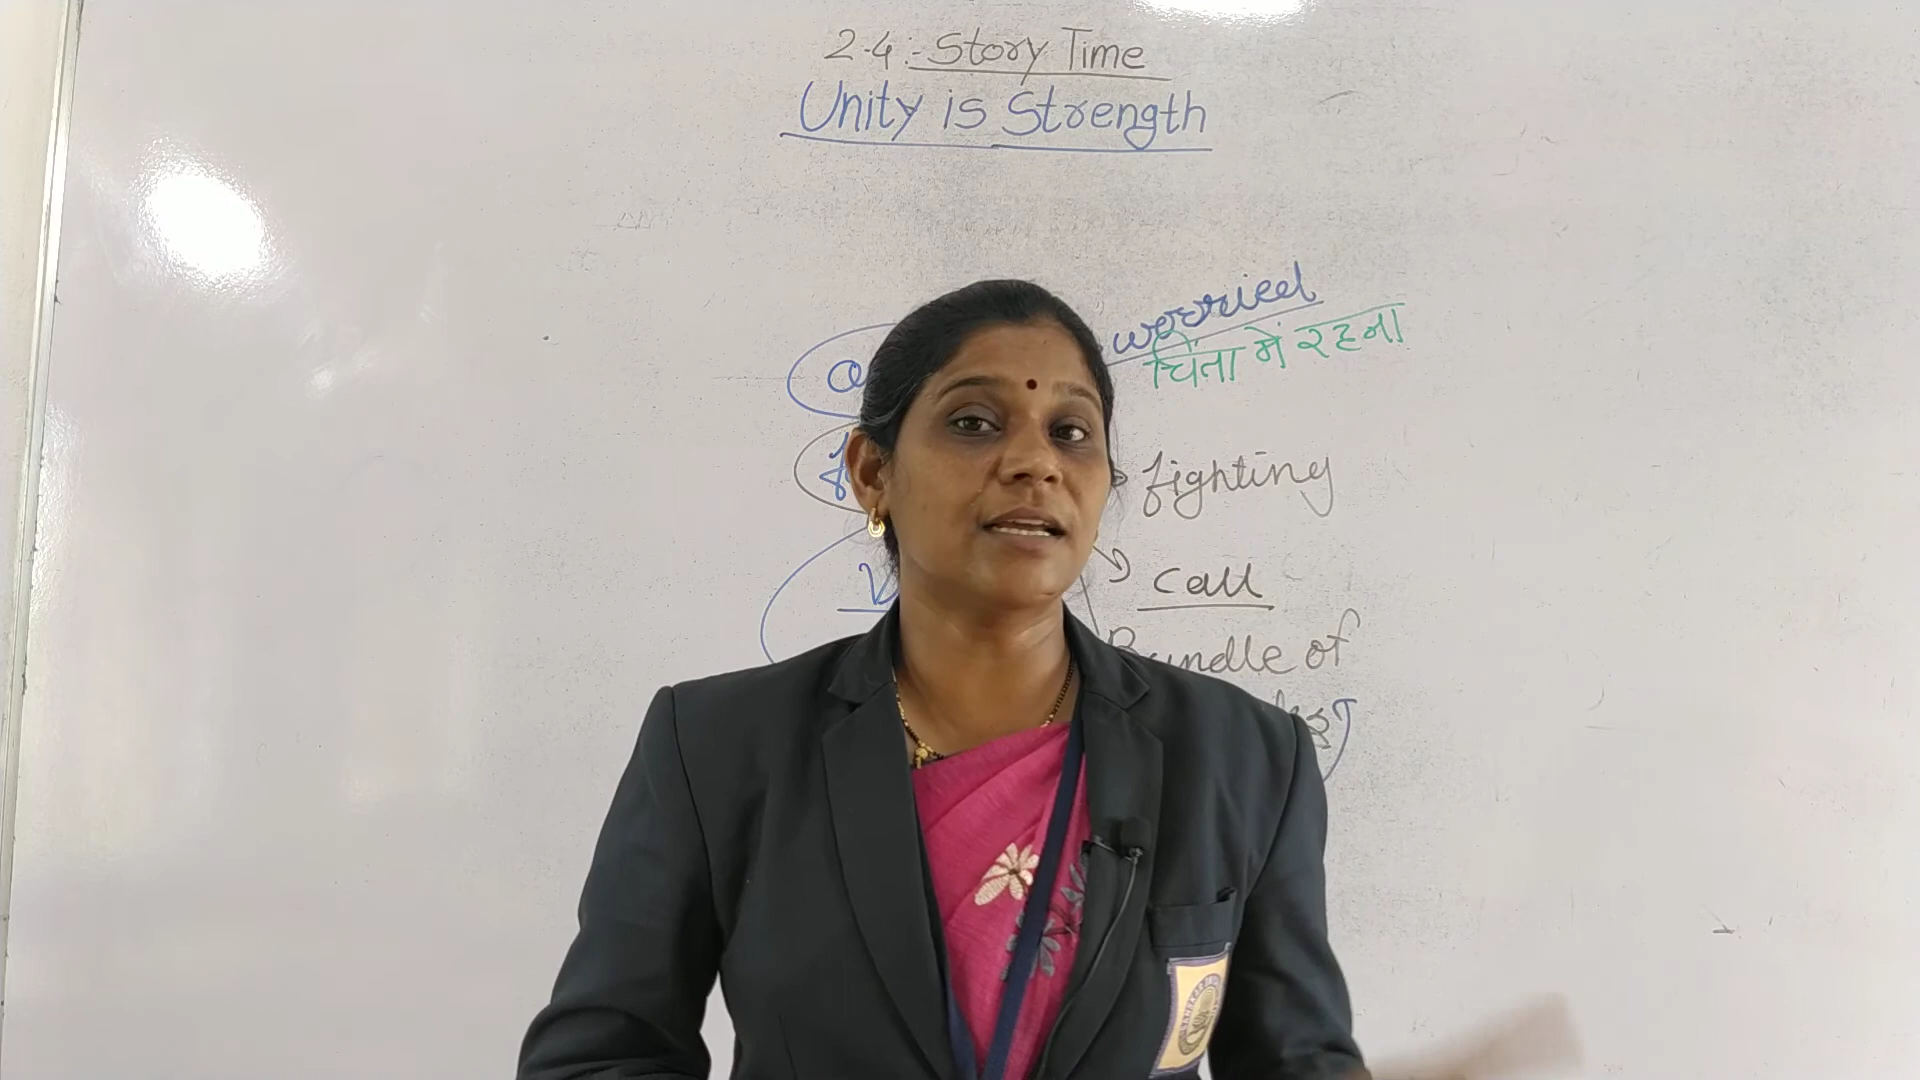 2.4:- Story Time
Unity is Strength
worried
चिंता में रहना
fighting
call
Bundle of